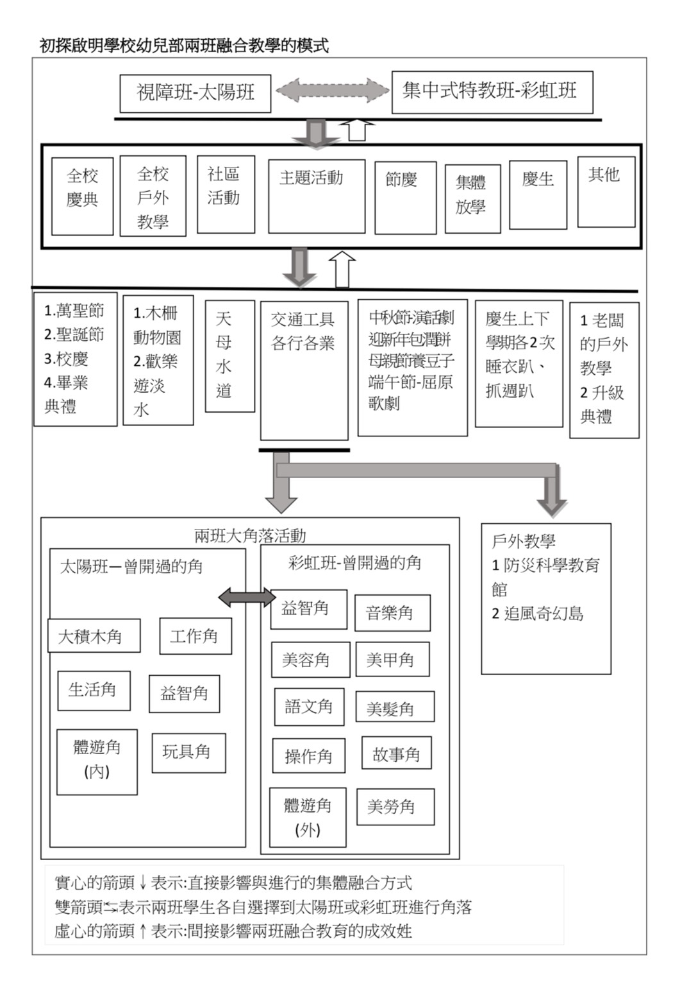 初探啟明學校幼兒部兩班融合教學的模式
視障班-太陽班
集中式特教班-彩虹班
全校
慶典
全校
戶外
教學
社區
活動
主題活動
節慶
集體
放學
慶生
其他
1.萬聖節
2.聖誕節
3.校慶
4.畢業
典禮
1.木柵
動物園
2.歡樂
遊淡
水
天
母
水
道
交通工具
各行各業
中秋節-演話劇
迎新年包潤餅
母親節養豆子
端午節-屈原
歌劇
慶生上下
學期各2次
睡衣趴、
抓週趴
1 老闆
的戶外
教學
2 升級
典禮
兩班大角落活動
太陽班－曾開過的角
大積木角
工作角
生活角
益智角
體遊角
(內)
玩具角
彩虹班-曾開過的角
益智角
音樂角
美容角
美甲角
語文角
美髮角
操作角
故事角
體遊角
(外)
美勞角
戶外教學
1 防災科學教育
館
2 追風奇幻島
實心的箭頭↓表示:直接影響與進行的集體融合方式
雙箭頭⇆表示兩班學生各自選擇到太陽班或彩虹班進行角落
虛心的箭頭↑表示:間接影響兩班融合教育的成效姓